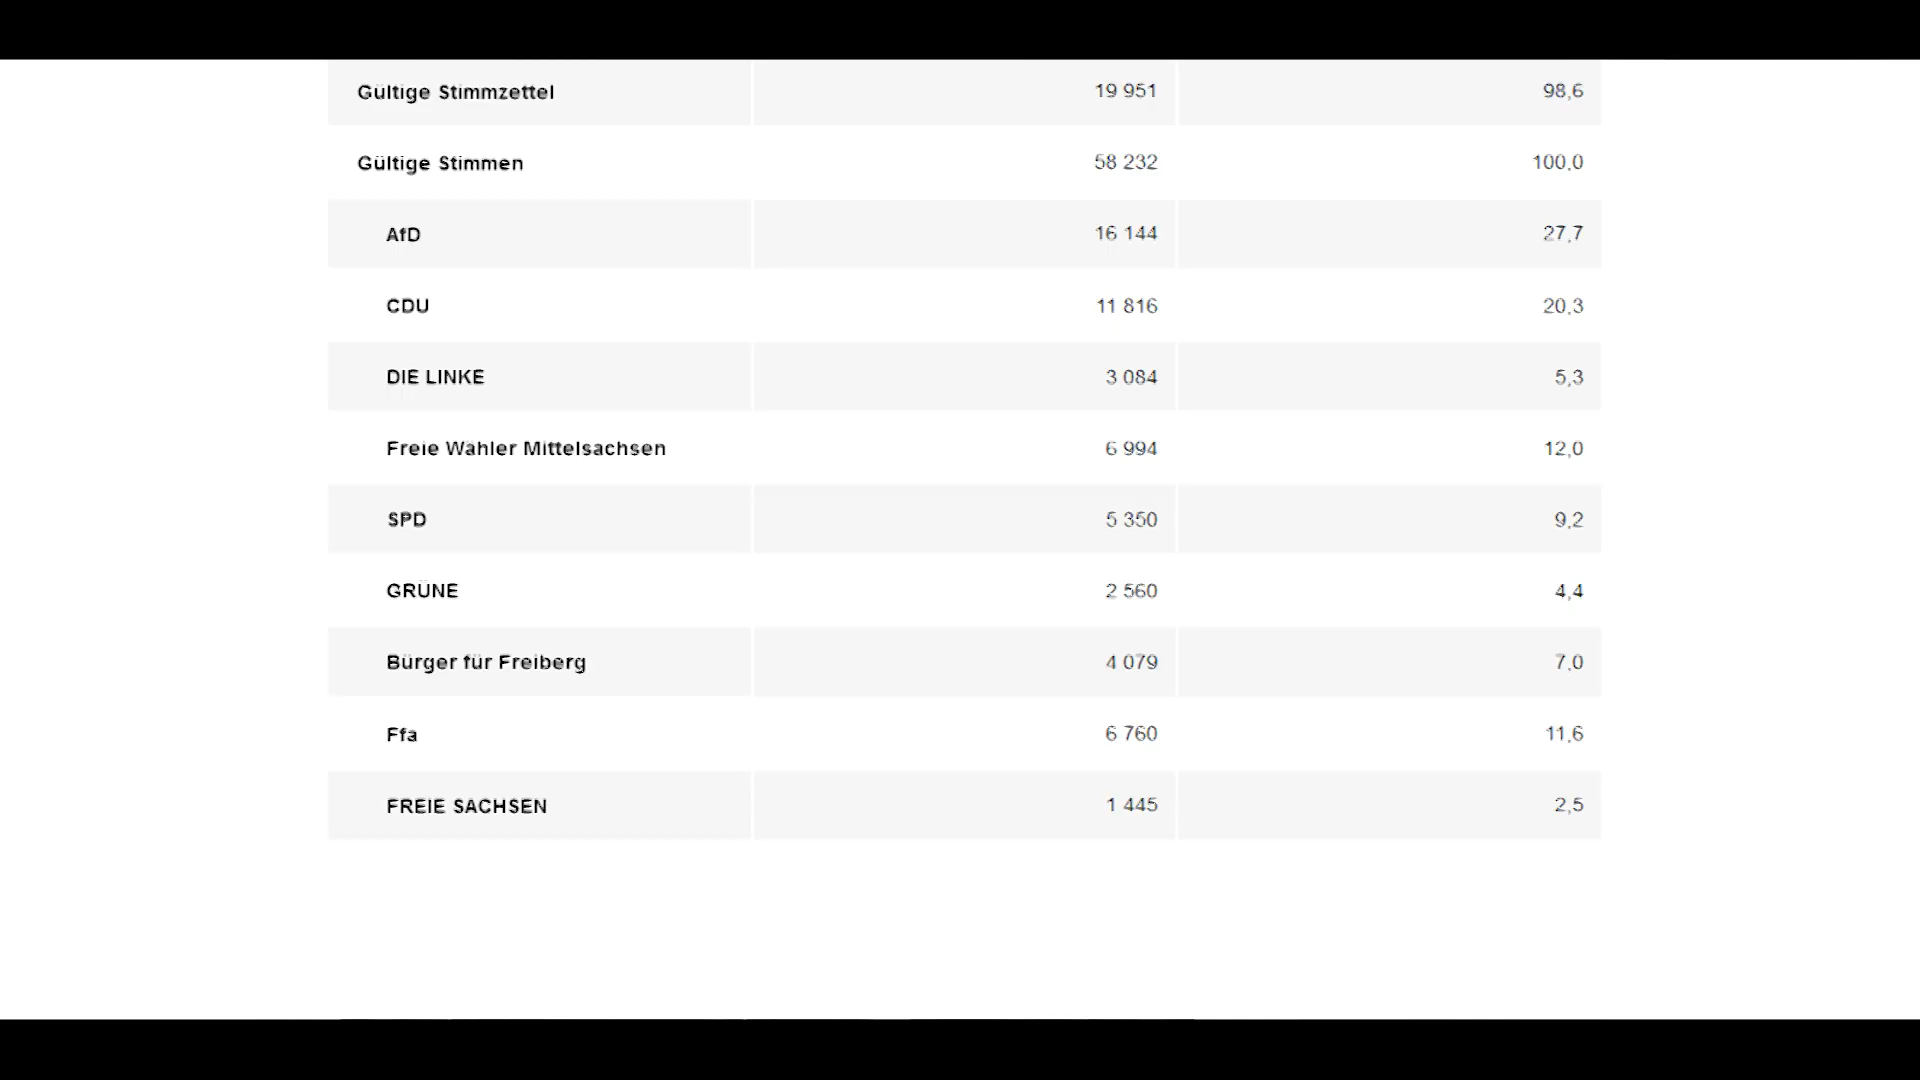 Gültige Stimmzettel 19 951 98,6
Gültige Stimmen 58 232 100,0
AfD 16 144 27,7
CDU 11 816 20,3
DIE LINKE 3 084 5,3
Freie Wähler Mittelsachsen 6 994 12,0
SPD 5 350 9,2
GRÜNE 2 560 4,4
Bürger für Freiberg 4 079 7,0
Ffa 6 760 11,6
FREIE SACHSEN 1 445 2,5